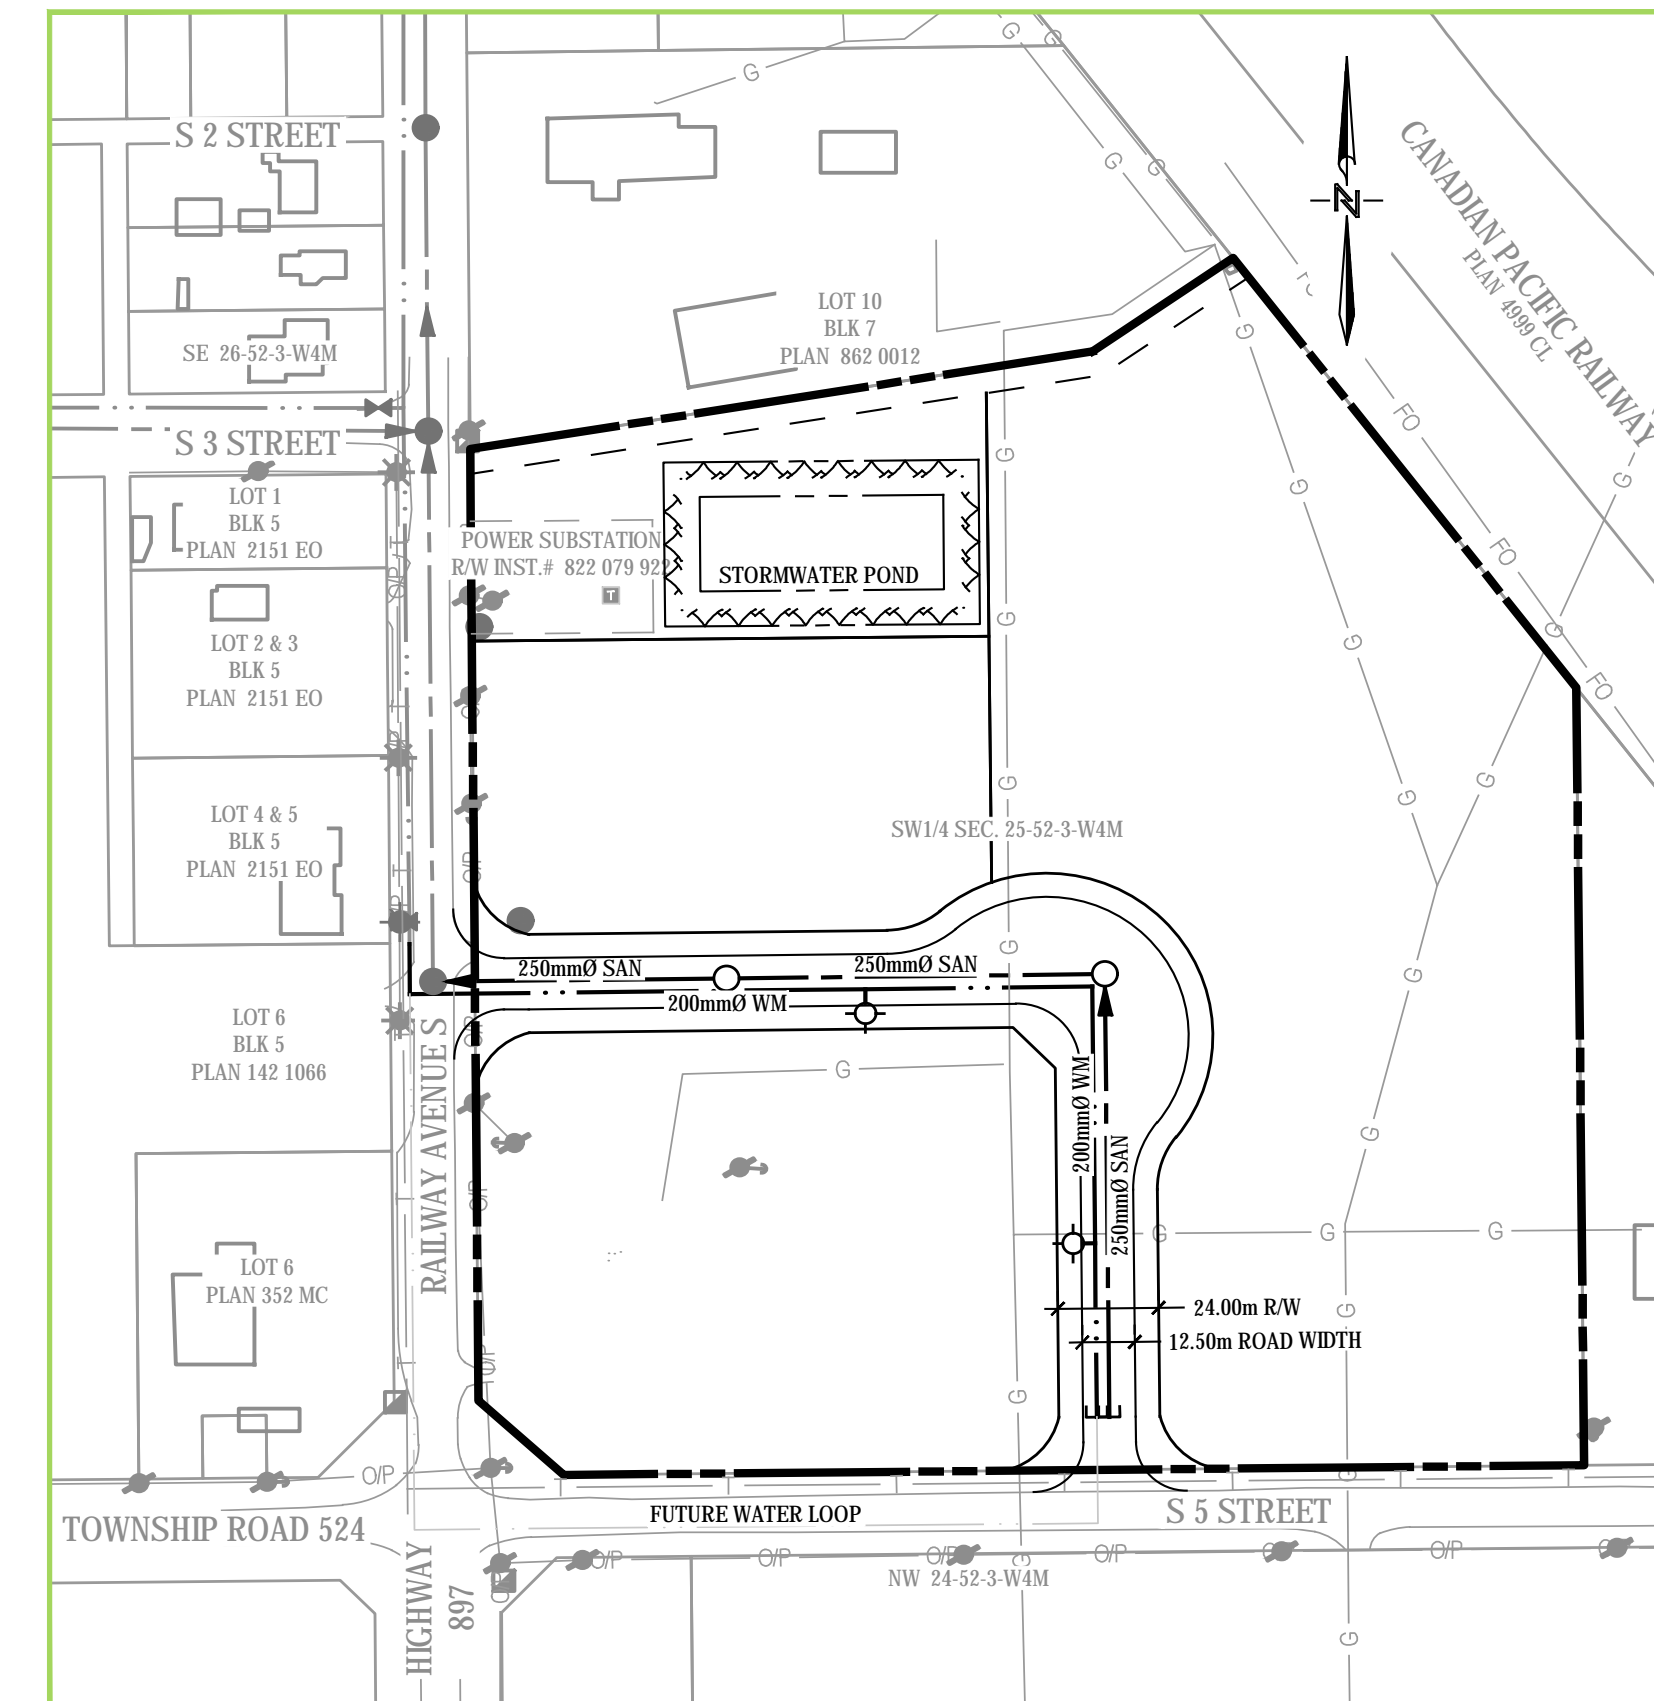 S 2 STREET
N
CANADIAN PACIFIC RAILWAY
PLAN 4999 CL
LOT 10
BLK 7
PLAN 862 0012
SE 26-52-3-W4M
S 3 STREET
LOT 1
BLK 5
PLAN 2151 EO
POWER SUBSTATION
R/W INST.# 822 079 922
T
STORMWATER POND
LOT 2 & 3
BLK 5
PLAN 2151 EO
LOT 4 & 5
BLK 5
PLAN 2151 EO
SW1/4 SEC. 25-52-3-W4M
250mmØ SAN
250mmØ SAN
200mmØ WM
LOT 6
BLK 5
PLAN 142 1066
RAILWAY AVENUE S
200mmØ WM
250mmØ SAN
LOT 6
PLAN 352 MC
24.00m R/W
12.50m ROAD WIDTH
FUTURE WATER LOOP
S 5 STREET
TOWNSHIP ROAD 524
HIGHWAY
897
NW 24-52-3-W4M
G
G
G
G
G
G
G
G
G
G
G
G
G
G
FO
FO
FO
O/P
O/P
O/P
O/P
O/P
O/P